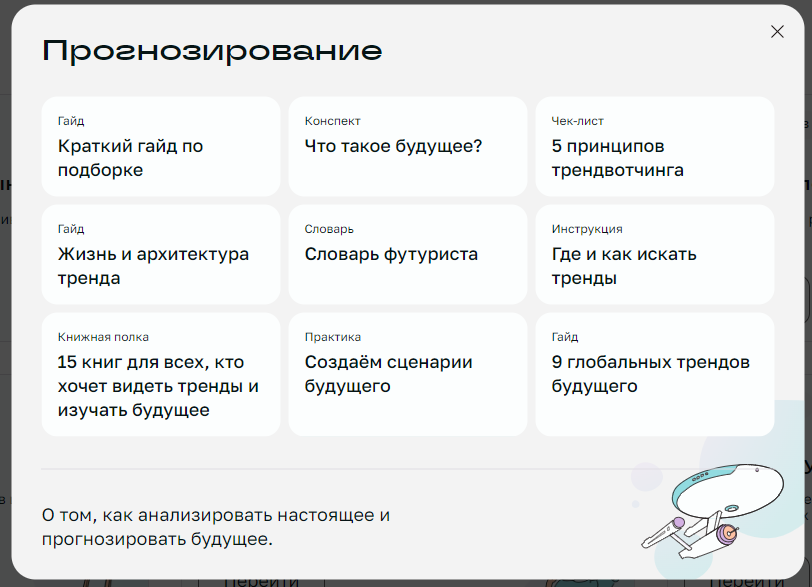 Прогнозирование
Гайд
Краткий гайд по
подборке
Конспект
Что такое будущее?
Чек-лист
5 принципов
трендвотчинга
Гайд
Жизнь и архитектура
тренда
Словарь
Словарь футуриста
Инструкция
Где и как искать
тренды
Книжная полка
15 книг для всех, кто
хочет видеть тренды и
изучать будущее
Практика
Создаём сценарии
будущего
Гайд
9 глобальных трендов
будущего
О том, как анализировать настоящее и
прогнозировать будущее.
Перейти
Перейти